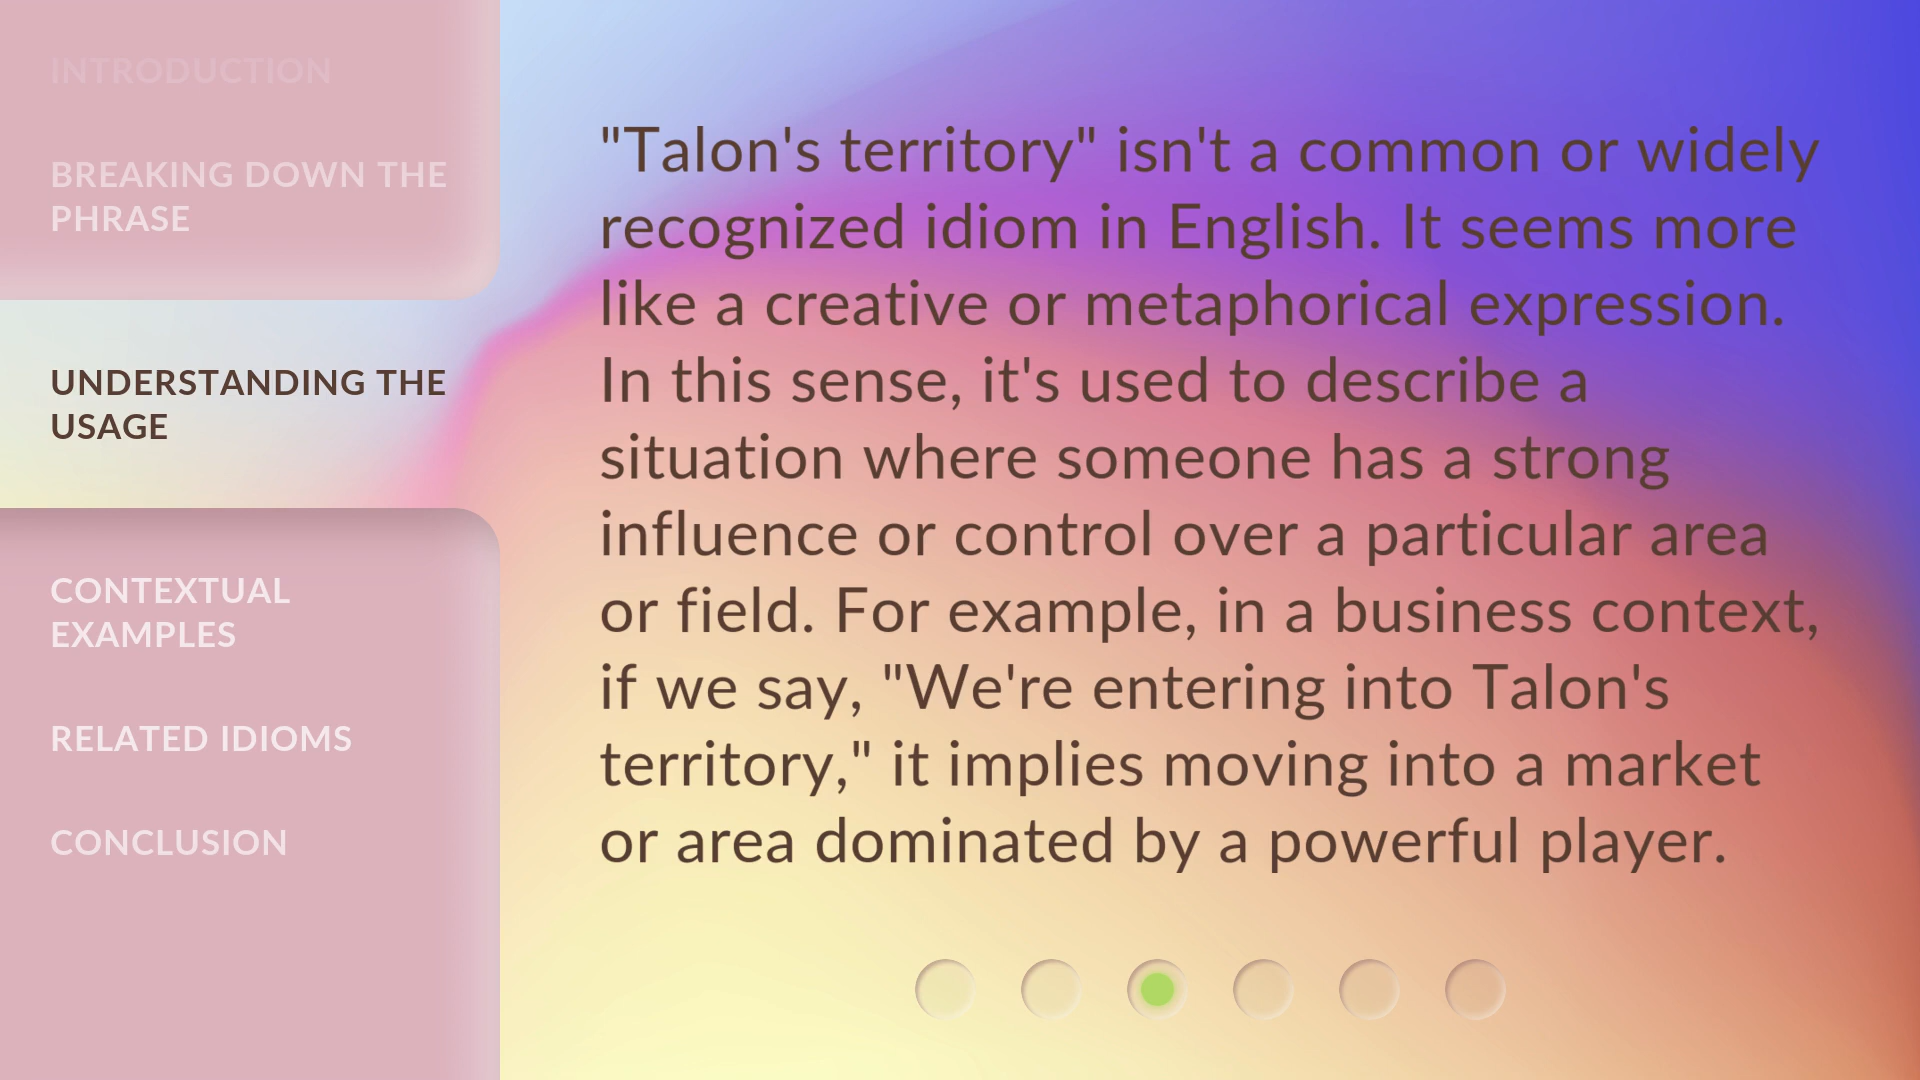 INTRODUCTION
BREAKING DOWN THE
PHRASE
UNDERSTANDING THE
USAGE
CONTEXTUAL
EXAMPLES
RELATED IDIOMS
CONCLUSION
"Talon's territory" isn't a common or widely
recognized idiom in English. It seems more
like a creative or metaphorical expression.
In this sense, it's used to describe a
situation where someone has a strong
influence or control over a particular area
or field. For example, in a business context,
if we say, "We're entering into Talon's
territory," it implies moving into a market
or area dominated by a powerful player.